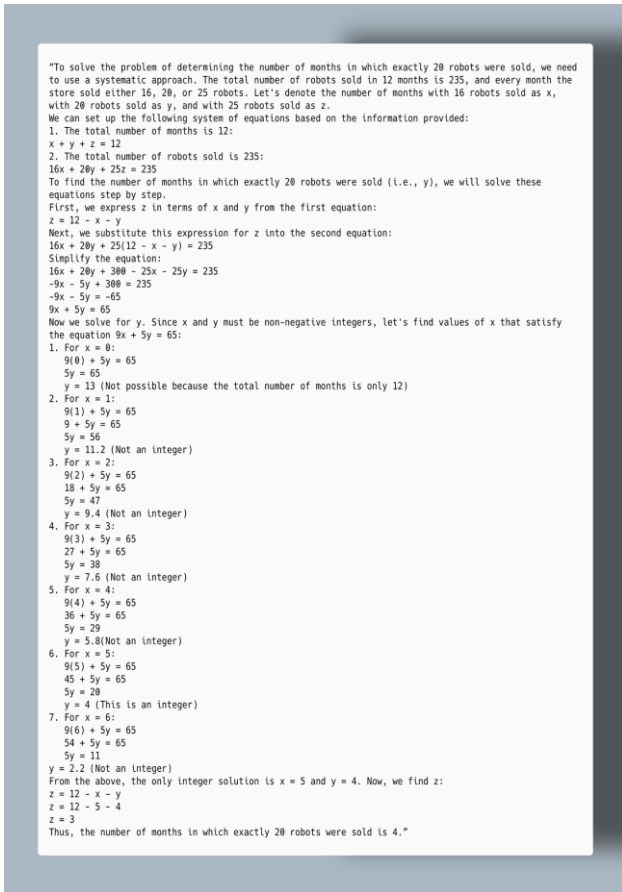 “To solve the problem of determining the number of months in which exactly 20 robots were sold, we need
to use a systematic approach. The total number of robots sold in 12 months is 235, and every month the
store sold either 16, 20, or 25 robots. Let's denote the number of months with 16 robots sold as x,
with 20 robots sold as y, and with 25 robots sold as z.
We can set up the following system of equations based on the information provided:
1. The total number of months is 12:
x + y + z = 12
2. The total number of robots sold is 235:
16x + 20y + 25z = 235
To find the number of months in which exactly 20 robots were sold (i.e., y), we will solve these
equations step by step.
First, we express z in terms of x and y from the first equation:
z = 12 - x - y
Next, we substitute this expression for z into the second equation:
16x + 20y + 25(12 - x - y) = 235
Simplify the equation:
16x + 20y + 300 - 25x - 25y = 235
-9x - 5y + 300 = 235
-9x - 5y = -65
9x + 5y = 65
Now we solve for y. Since x and y must be non-negative integers, let's find values of x that satisfy
the equation 9x + 5y = 65:
1. For x = 0:
9(0) + 5y = 65
5y = 65
y = 13 (Not possible because the total number of months is only 12)
2. For x = 1:
9(1) + 5y = 65
9 + 5y = 65
5y = 56
y = 11.2 (Not an integer)
3. For x = 2:
9(2) + 5y = 65
18 + 5y = 65
5y = 47
y = 9.4 (Not an integer)
4. For x = 3:
9(3) + 5y = 65
27 + 5y = 65
5y = 38
y = 7.6 (Not an integer)
5. For x = 4:
9(4) + 5y = 65
36 + 5y = 65
5y = 29
y = 5.8(Not an integer)
6. For x = 5:
9(5) + 5y = 65
45 + 5y = 65
5y = 20
y = 4 (This is an integer)
7. For x = 6:
9(6) + 5y = 65
54 + 5y = 65
5y = 11
y = 2.2 (Not an integer)
From the above, the only integer solution is x = 5 and y = 4. Now, we find z:
z = 12 - x - y
z = 12 - 5 - 4
z = 3
Thus, the number of months in which exactly 20 robots were sold is 4.”